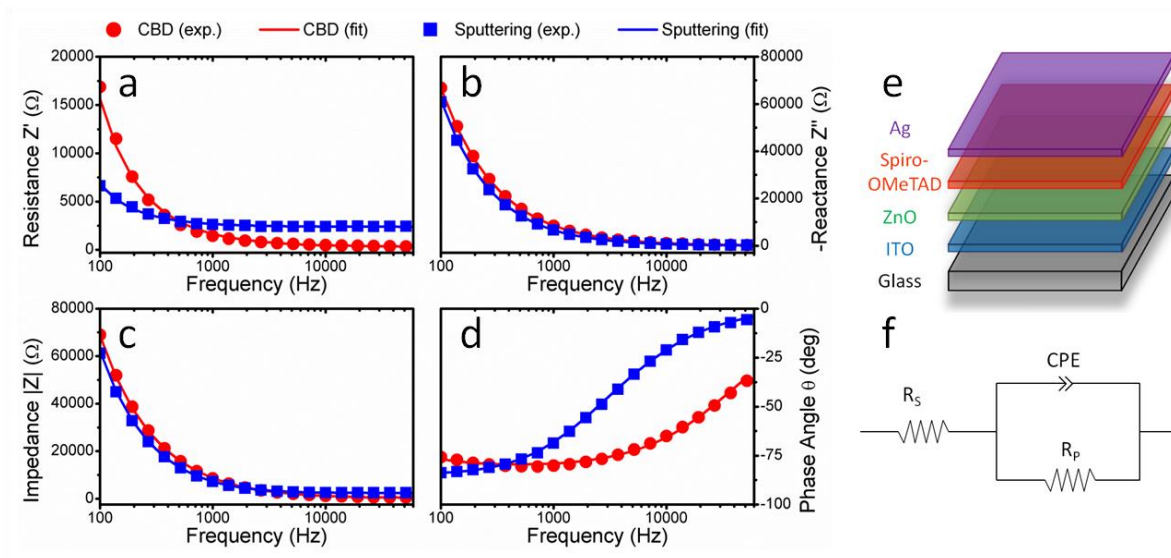 CBD (exp.) CBD (fit) Sputtering (exp.) Sputtering (fit)
a
Resistance Z' (Ω)
20000
15000
10000
5000
0
100 1000 10000
Frequency (Hz)
b
-Reactance Z" (Ω)
80000
60000
40000
20000
0
100 1000 10000
Frequency (Hz)
c
Impedance |Z| (Ω)
80000
60000
40000
20000
0
100 1000 10000
Frequency (Hz)
d
Phase Angle θ (deg)
-0
-25
-50
-75
-100
100 1000 10000
Frequency (Hz)
e
Ag
Spiro-
OMeTAD
ZnO
ITO
Glass
f
CPE
RS
RP